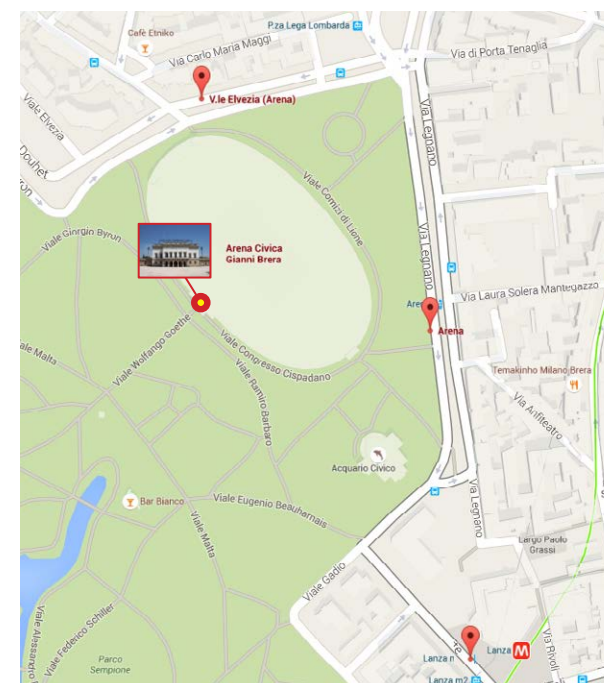 P.za Lega Lombarda
Cafè Etniko
Via Carlo Maria Maggi
Via di Porta Tenaglia
V.le Elvezia (Arena)
Viale Elvezia
Via Legnano
Douhet
Viale Comizi di Lione
Viale Giorgio Byron
Arena Civica
Gianni Brera
Via Legnano
Via Laura Solera Mantegazza
Arena
Viale Wolfango Goethe
Viale Congresso Cispadano
Viale Malta
Viale Ramiro Barbaro
Temakinho Milano Brera
Via Anfiteatro
Acquario Civico
Bar Bianco
Viale Eugenio Beauharnais
Via Legnano
Viale Malta
Largo Paolo
Grassi
Viale Gadio
Viale Federico Schiller
Viale Alessandro
Via Rivoli
Lanza
M
Parco
Sempione
Lanza m2